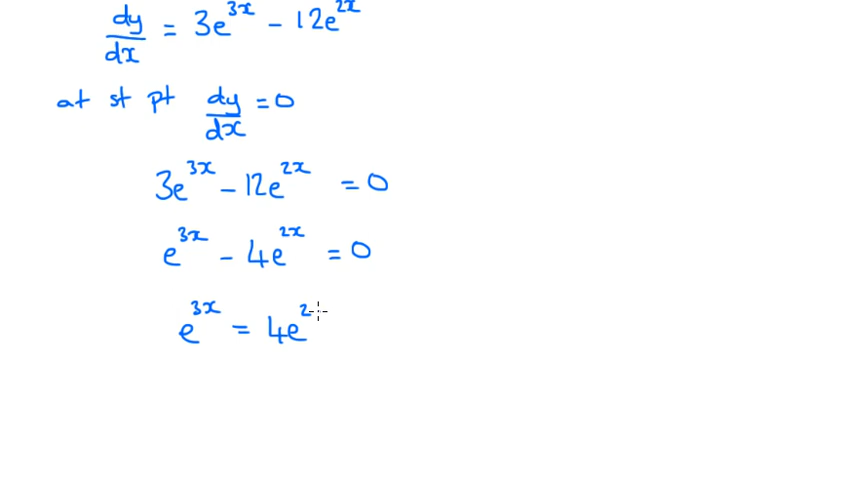 dy/dx = 3e^{3x} - 12e^{2x}
at st pt dy/dx = 0
3e^{3x} - 12e^{2x} = 0
e^{3x} - 4e^{2x} = 0
e^{3x} = 4e^{2}